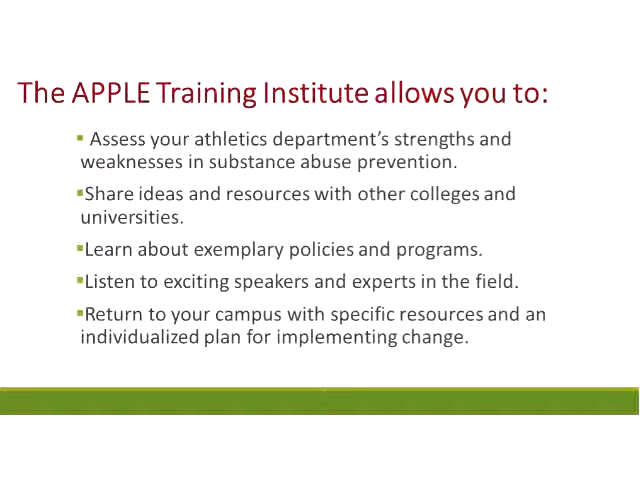 The APPLE Training Institute allows you to:
▪ Assess your athletics department's strengths and
weaknesses in substance abuse prevention.
▪Share ideas and resources with other colleges and
universities.
▪Learn about exemplary policies and programs.
▪Listen to exciting speakers and experts in the field.
▪Return to your campus with specific resources and an
individualized plan for implementing change.